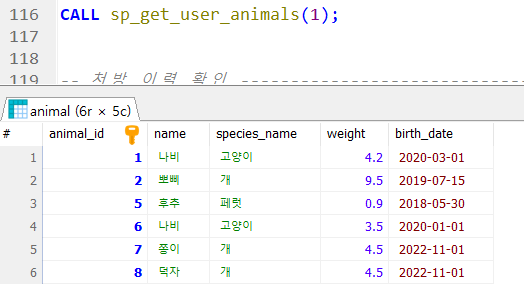 116 CALL sp_get_user_animals(1);
117
118
119 -- 처방 이력 확인 --------------------------------
animal (6r × 5c)
# animal_id name species_name weight birth_date
1 1 나비 고양이 4.2 2020-03-01
2 2 뽀삐 개 9.5 2019-07-15
3 5 후추 페럿 0.9 2018-05-30
4 6 나비 고양이 3.5 2020-01-01
5 7 쫑이 개 4.5 2022-11-01
6 8 덕자 개 4.5 2022-11-01